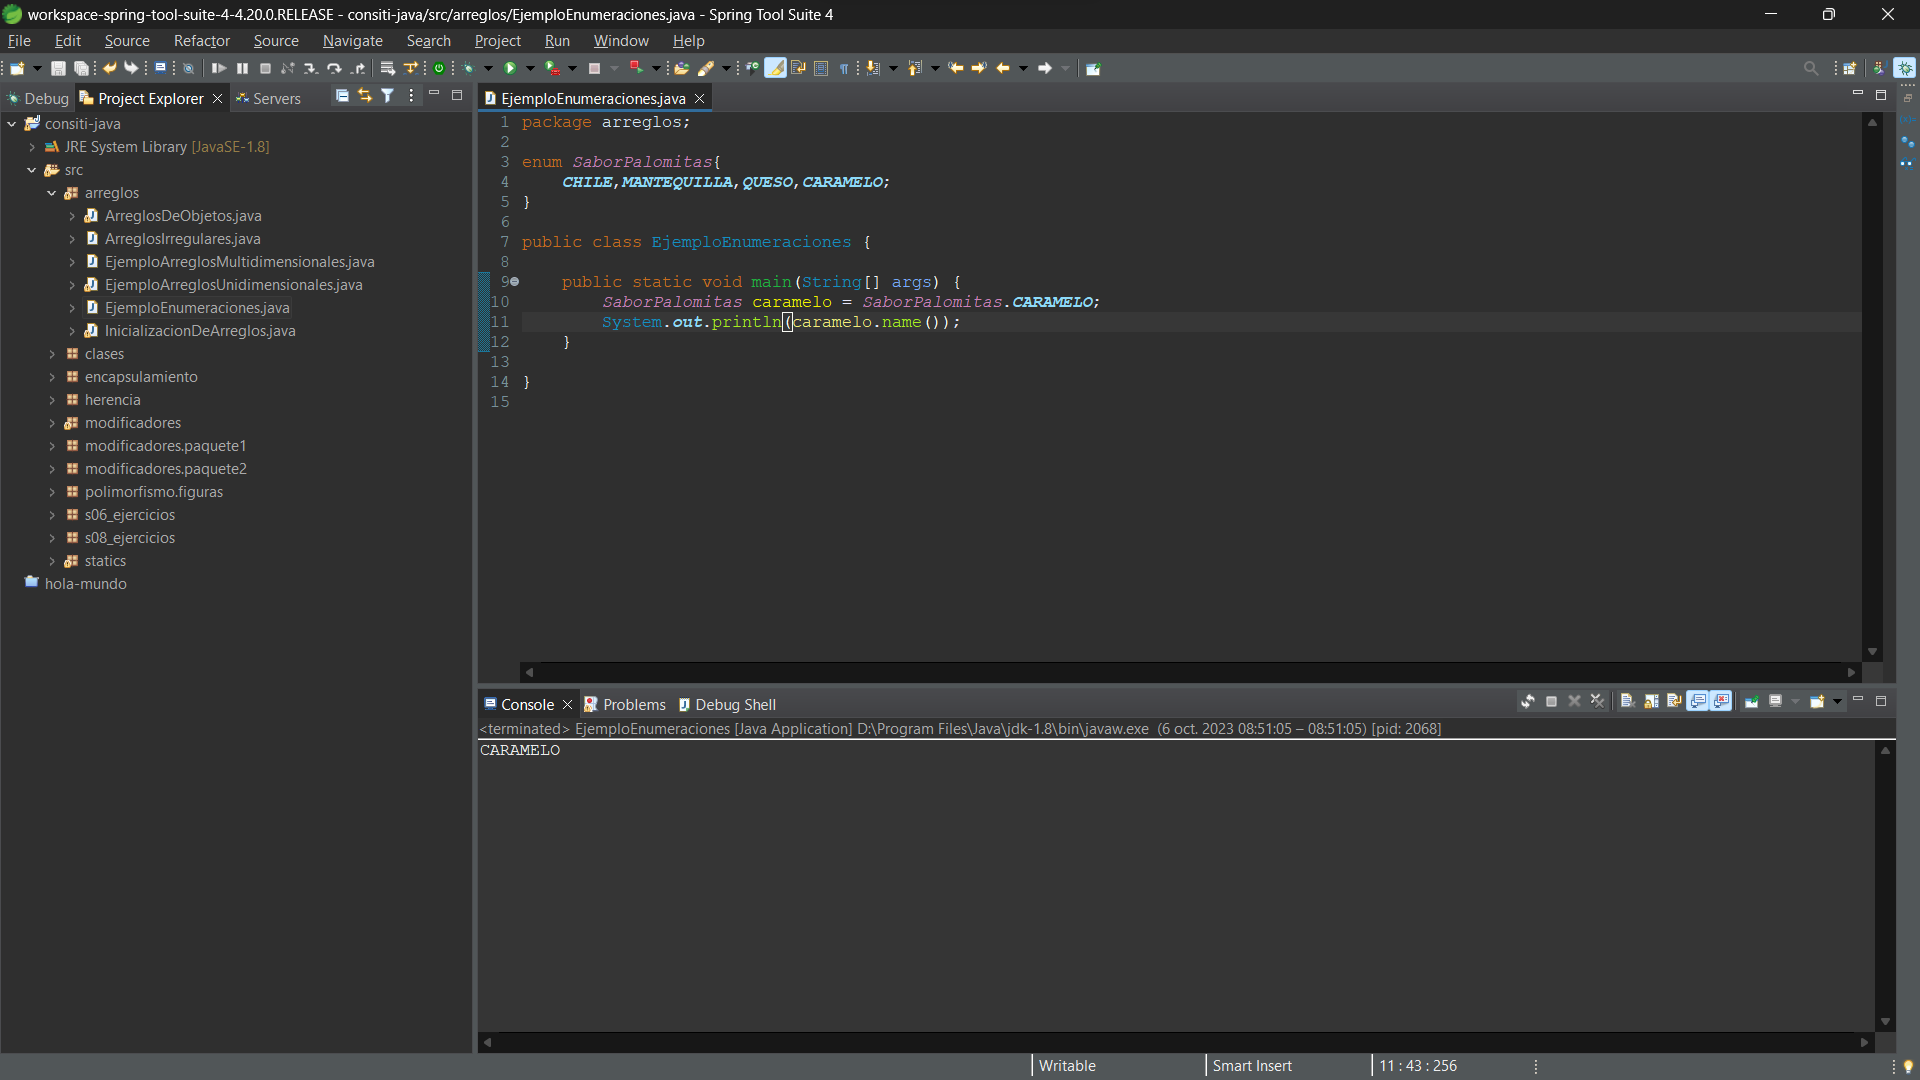 workspace-spring-tool-suite-4-4.20.0.RELEASE - consiti-java/src/arreglos/EjemploEnumeraciones.java - Spring Tool Suite 4
File Edit Source Refactor Source Navigate Search Project Run Window Help
Debug Project Explorer Servers
consiti-java
JRE System Library [JavaSE-1.8]
src
arreglos
ArreglosDeObjetos.java
ArreglosIrregulares.java
EjemploArreglosMultidimensionales.java
EjemploArreglosUnidimensionales.java
EjemploEnumeraciones.java
InicializacionDeArreglos.java
clases
encapsulamiento
herencia
modificadores
modificadores.paquete1
modificadores.paquete2
polimorfismo.figuras
s06_ejercicios
s08_ejercicios
statics
hola-mundo
EjemploEnumeraciones.java
1 package arreglos;
2
3 enum SaborPalomitas{
4 CHILE,MANTEQUILLA,QUESO,CARAMELO;
5 }
6
7 public class EjemploEnumeraciones {
8
9 public static void main(String[] args) {
10 SaborPalomitas caramelo = SaborPalomitas.CARAMELO;
11 System.out.println(caramelo.name());
12 }
13
14 }
15
Console Problems Debug Shell
<terminated> EjemploEnumeraciones [Java Application] D:\Program Files\Java\jdk-1.8\bin\javaw.exe (6 oct. 2023 08:51:05 – 08:51:05) [pid: 2068]
CARAMELO
Writable Smart Insert 11 : 43 : 256